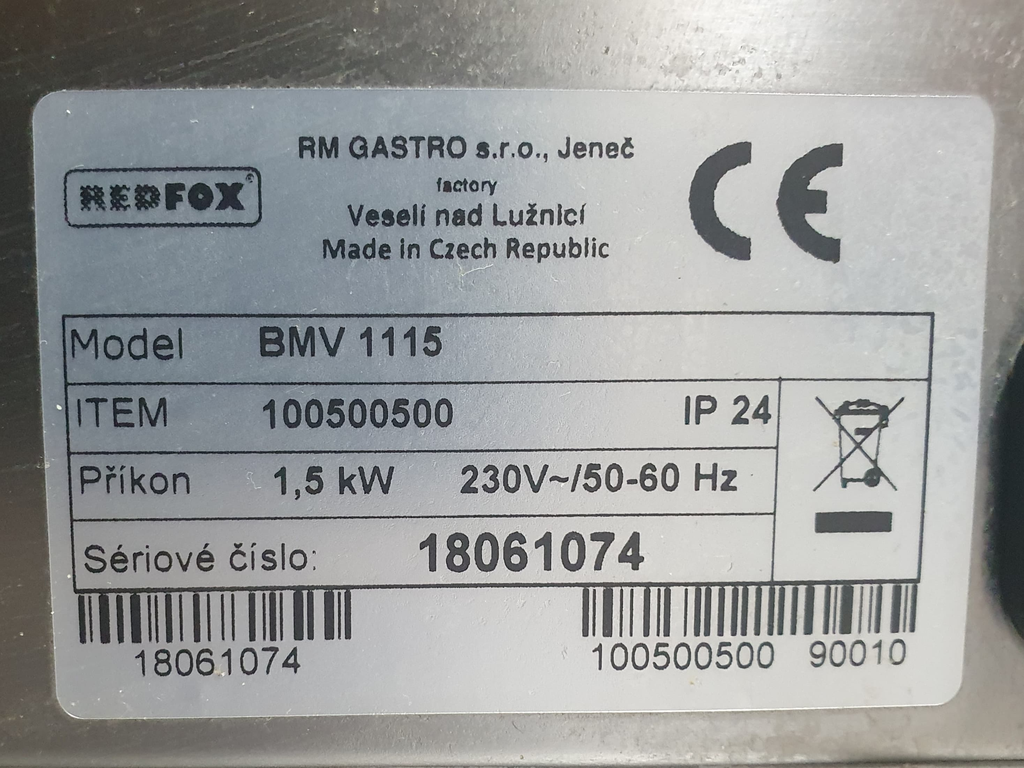 REDFOX®
RM GASTRO s.r.o., Jeneč
factory
Veselí nad Lužnicí
Made in Czech Republic
CE
Model BMV 1115
ITEM 100500500 IP 24
Příkon 1,5 kW 230V~/50-60 Hz
Sériové číslo: 18061074
18061074
100500500 90010